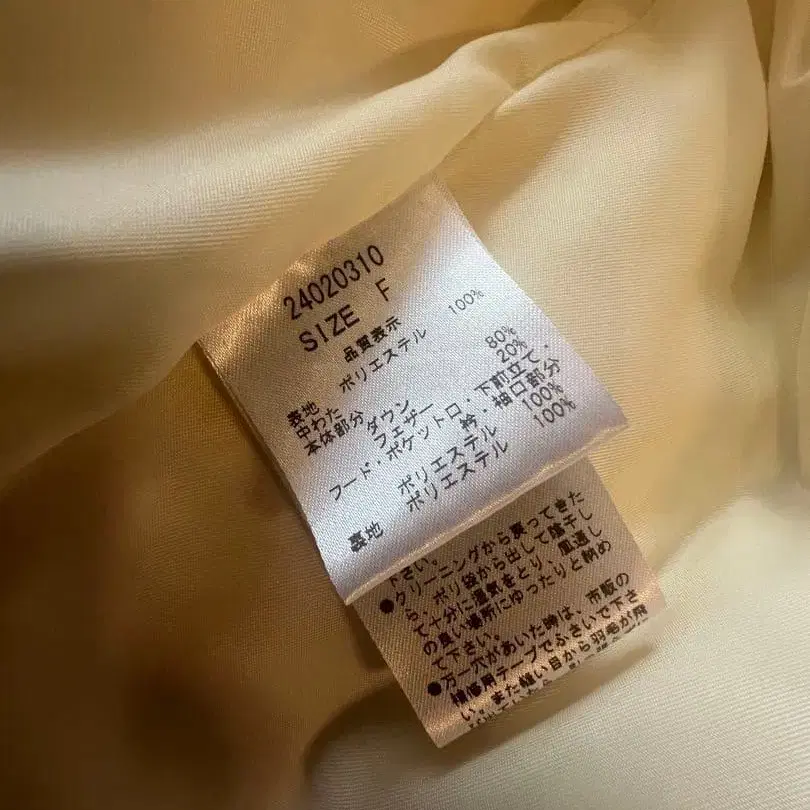 24020310
SIZE F
品質表示
表地 ポリエステル 100%
中わた
本体部分 ダウン 80%
フェザー 20%
フード・ポケット口・下前立て・
衿・袖口部分
ポリエステル 100%
裏地 ポリエステル 100%
下さい。
●クリーニングから戻ってきた
ら、ポリ袋から出して陰干し
て十分に湿気をとり、風通し
の良い場所にゆったりと納め
て下さい。
●万一穴があいた時は、市販の
補修用テープでふさいで下さ
い。また縫い目から羽毛が飛